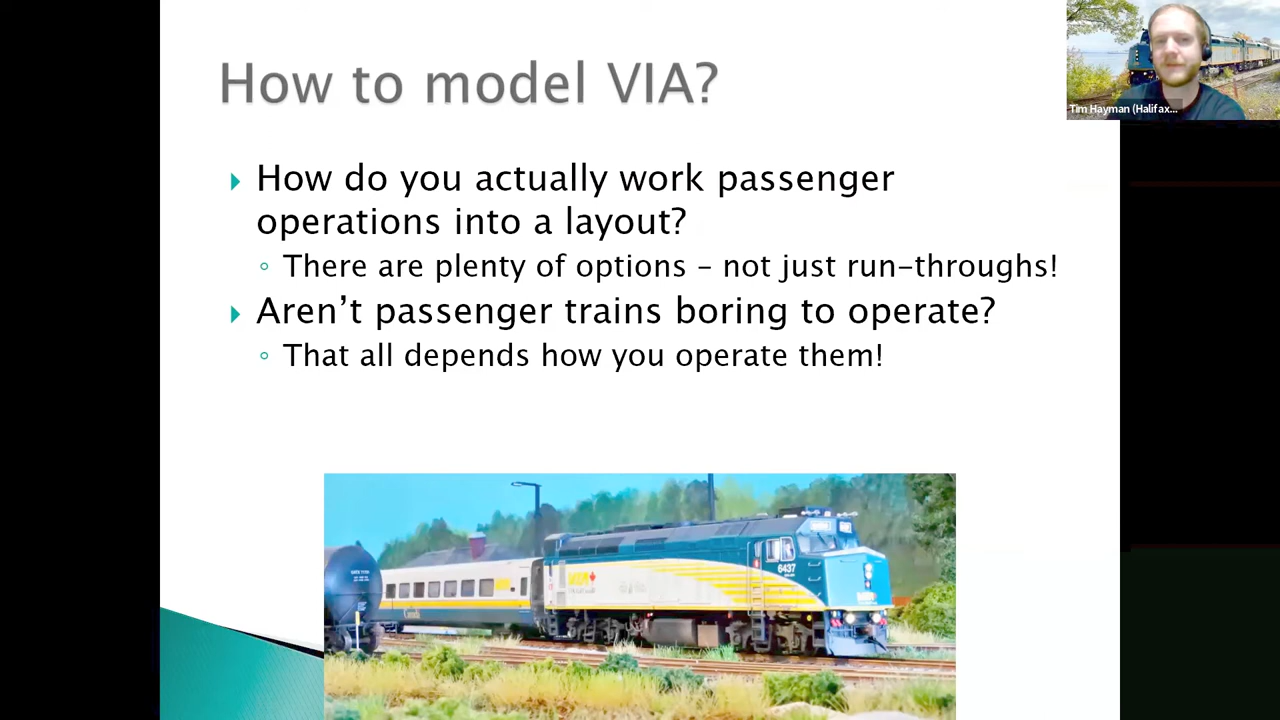 How to model VIA?
Tim Hayman (Halifax...
How do you actually work passenger
operations into a layout?
There are plenty of options – not just run-throughs!
Aren’t passenger trains boring to operate?
That all depends how you operate them!
6437
Canada